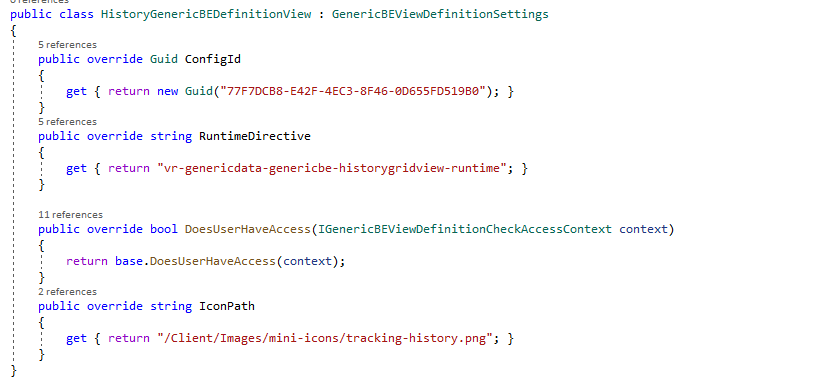 0 references
public class HistoryGenericBEDefinitionView : GenericBEViewDefinitionSettings
{
5 references
public override Guid ConfigId
{
get { return new Guid("77F7DCB8-E42F-4EC3-8F46-0D655FD519B0"); }
}
5 references
public override string RuntimeDirective
{
get { return "vr-genericdata-genericbe-historygridview-runtime"; }
}
11 references
public override bool DoesUserHaveAccess(IGenericBEViewDefinitionCheckAccessContext context)
{
return base.DoesUserHaveAccess(context);
}
2 references
public override string IconPath
{
get { return "/Client/Images/mini-icons/tracking-history.png"; }
}
}